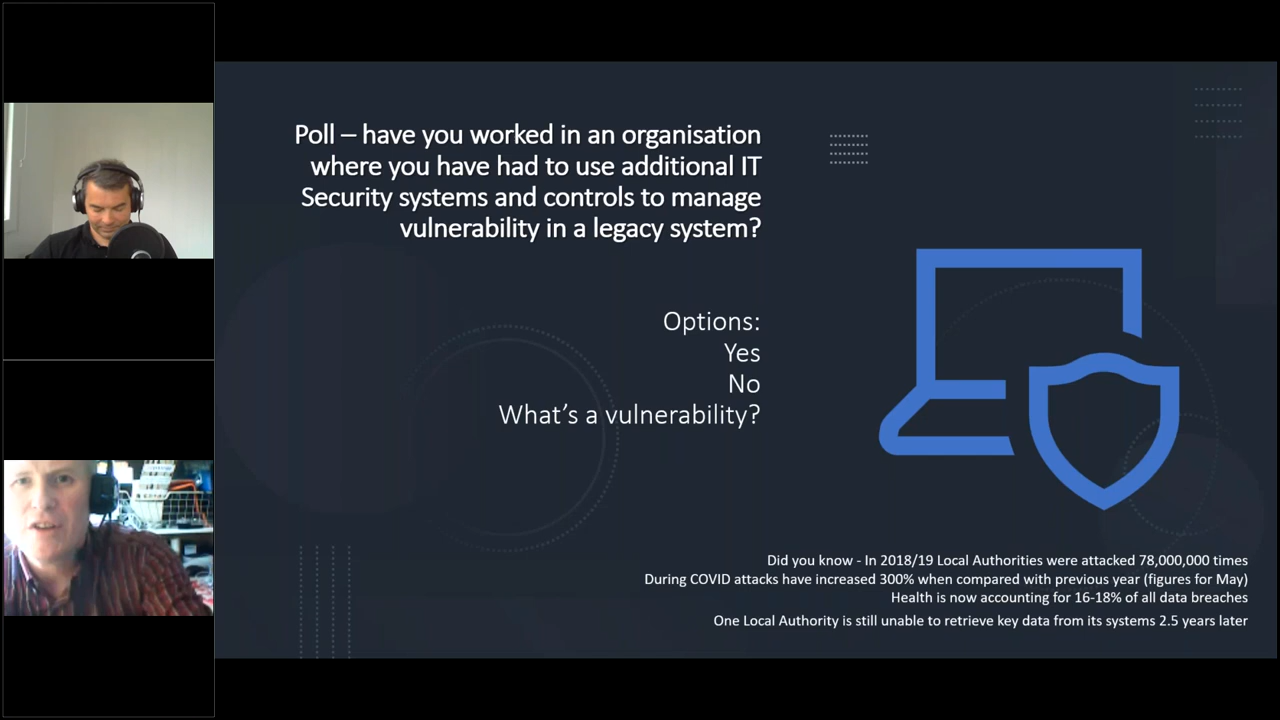 Poll – have you worked in an organisation
where you have had to use additional IT
Security systems and controls to manage
vulnerability in a legacy system?
Options:
Yes
No
What's a vulnerability?
Did you know - In 2018/19 Local Authorities were attacked 78,000,000 times
During COVID attacks have increased 300% when compared with previous year (figures for May)
Health is now accounting for 16-18% of all data breaches
One Local Authority is still unable to retrieve key data from its systems 2.5 years later